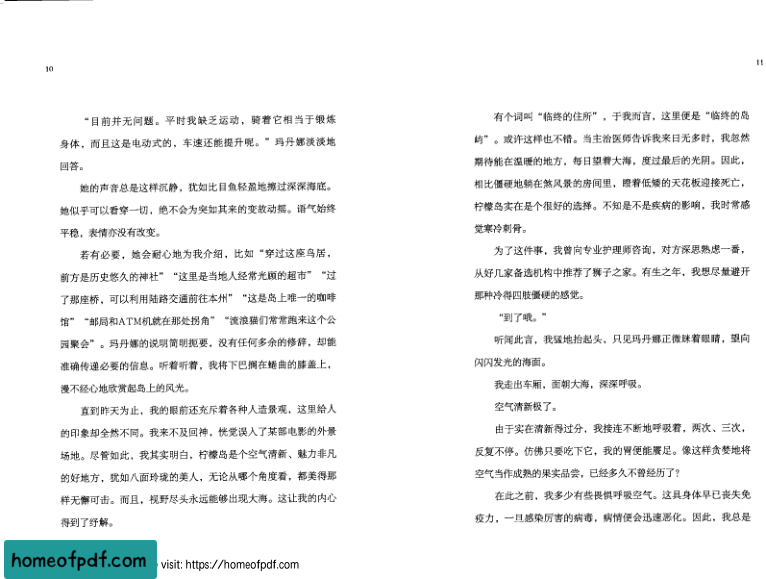 10
“目前并无问题。平时我缺乏运动，骑着它相当于锻炼
身体，而且这是电动式的，车速还能提升呢。”玛丹娜淡淡地
回答。
她的声音总是这样沉静，犹如比目鱼轻盈地擦过深深海底。
她似乎可以看穿一切，绝不会为突如其来的变故动摇。语气始终
平稳，表情亦没有改变。
若有必要，她会耐心地为我介绍，比如“穿过这座鸟居，
前方是历史悠久的神社”“这里是当地人经常光顾的超市”“过
了那座桥，可以利用陆路交通前往本州”“这是岛上唯一的咖啡
馆”“邮局和ATM机就在那处拐角”“流浪猫们常常跑来这个公
园聚会”。玛丹娜的说明简明扼要，没有任何多余的修辞，却能
准确传递必要的信息。听着听着，我将下巴搁在蜷曲的膝盖上，
漫不经心地欣赏起岛上的风光。
直到昨天为止，我的眼前还充斥着各种人造景观，这里给人
的印象却全然不同。我来不及回神，恍觉误入了某部电影的外景
场地。尽管如此，我其实明白，柠檬岛是个空气清新、魅力非凡
的好地方，犹如八面玲珑的美人，无论从哪个角度看，都美得那
样无懈可击。而且，视野尽头永远能够出现大海。这让我的内心
得到了纾解。
11
有个词叫“临终的住所”，于我而言，这里便是“临终的岛
屿”。或许这样也不错。当主治医师告诉我来日无多时，我忽然
期待能在温暖的地方，每日望着大海，度过最后的光阴。因此，
相比僵硬地躺在煞风景的房间里，瞪着低矮的天花板迎接死亡，
柠檬岛实在是个很好的选择。不知是不是疾病的影响，我时常感
觉寒冷刺骨。
为了这件事，我曾向专业护理师咨询，对方深思熟虑一番，
从好几家备选机构中推荐了狮子之家。有生之年，我想尽量避开
那种冷得四肢僵硬的感觉。
“到了哦。”
听闻此言，我猛地抬起头，只见玛丹娜正微眯着眼睛，望向
闪闪发光的海面。
我走出车厢，面朝大海，深深呼吸。
空气清新极了。
由于实在清新得过分，我接连不断地呼吸着，两次、三次，
反复不停。仿佛只要吃下它，我的胃便能餍足。像这样贪婪地将
空气当作成熟的果实品尝，已经多久不曾经历了？
在此之前，我多少有些畏惧呼吸空气。这具身体早已丧失免
疫力，一旦感染厉害的病毒，病情便会迅速恶化。因此，我总是
homeofpdf.com
visit: https://homeofpdf.com